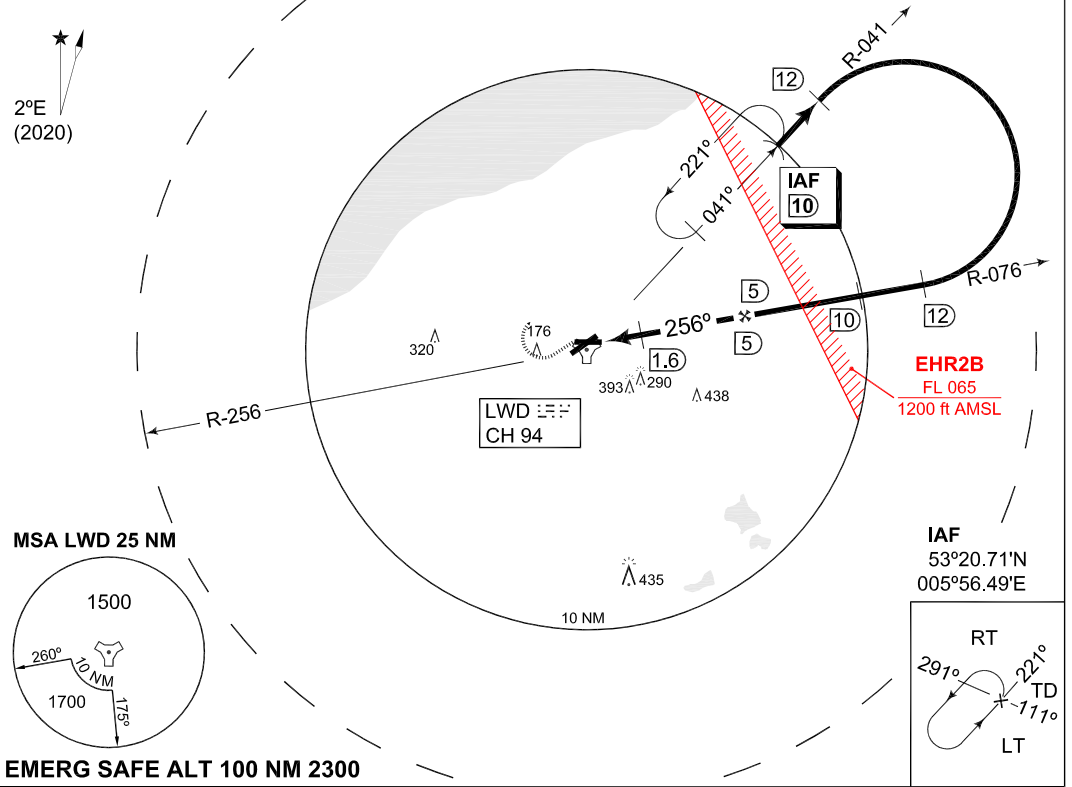 2ºE
(2020)
R-041
12
221º
041º
IAF
10
R-076
12
5
256º
5
10
1.6
176
320
393
290
438
EHR2B
FL 065
1200 ft AMSL
R-256
LWD
CH 94
435
10 NM
MSA LWD 25 NM
1500
260º
10 NM
1700
175º
EMERG SAFE ALT 100 NM 2300
IAF
53º20.71'N
005º56.49'E
RT
291º
221º
TD
111º
LT